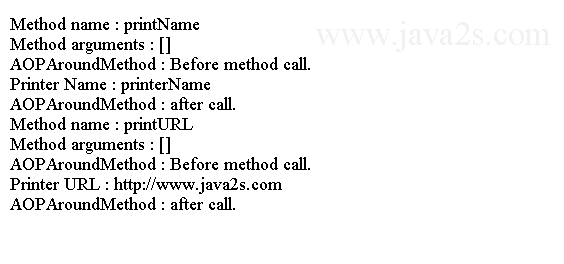 www.java2s.com
Method name : printName
Method arguments : []
AOPAroundMethod : Before method call.
Printer Name : printerName
AOPAroundMethod : after call.
Method name : printURL
Method arguments : []
AOPAroundMethod : Before method call.
Printer URL : http://www.java2s.com
AOPAroundMethod : after call.